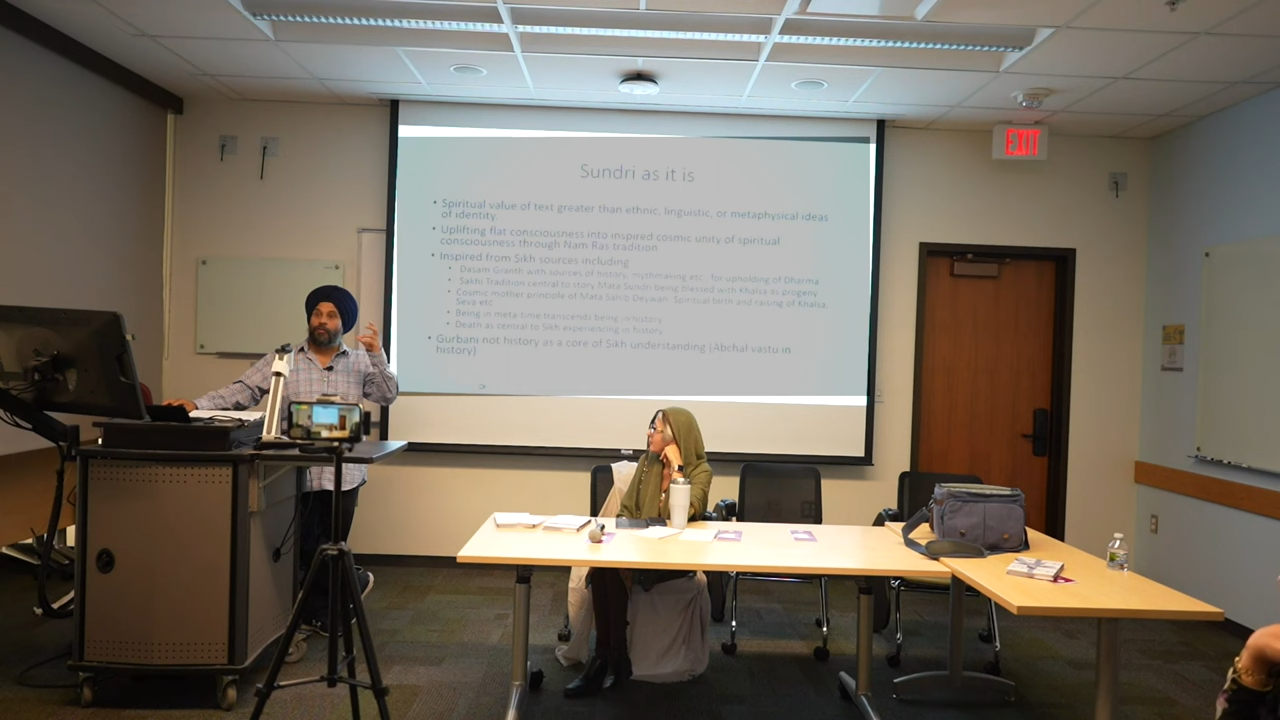 Sundri as it is
• Spiritual value of text greater than ethnic, linguistic, or metaphysical ideas
of identity.
• Uplifting flat consciousness into inspired cosmic unity of spiritual
consciousness through Nam Ras tradition
• Inspired from Sikh sources including
• Dasam Granth with sources of history, mythmaking etc. for upholding of Dharma
• Sakhi Tradition central to story Mata Sundri being blessed with Khalsa as progeny
• Cosmic mother principle of Mata Sahib Deywan. Spiritual birth and raising of Khalsa,
Seva etc
• Being in meta-time transcends being in history
• Death as central to Sikh experiencing in history
• Gurbani not history as a core of Sikh understanding (Abchal vastu in
history)
EXIT